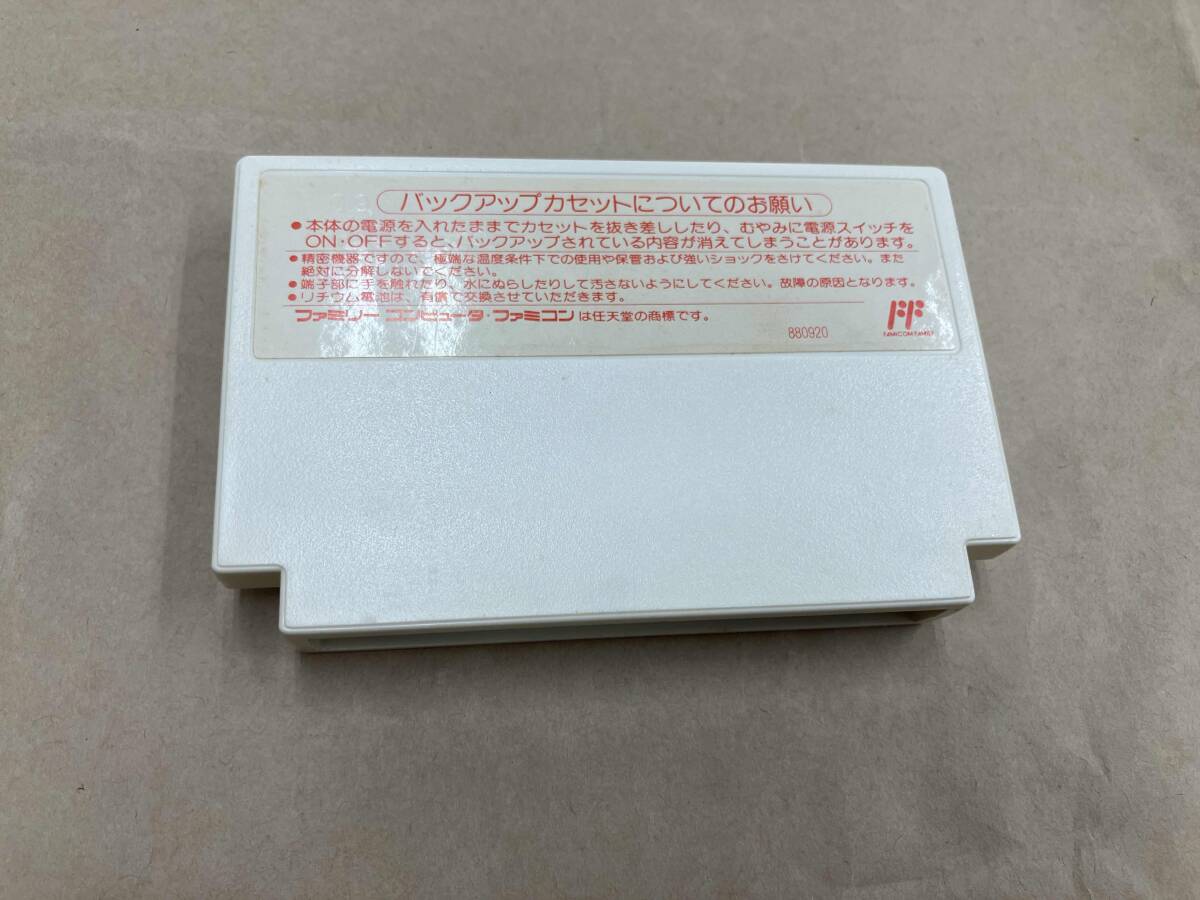 バックアップカセットについてのお願い
●本体の電源を入れたままでカセットを抜き差ししたり、むやみに電源スイッチを
ON・OFFすると、バックアップされている内容が消えてしまうことがあります。
●精密機器ですので、極端な温度条件下での使用や保管および強いショックをさけてください。また
絶対に分解しないでください。
●端子部に手を触れたり、水にぬらしたりして汚さないようにしてください。故障の原因となります。
●リチウム電池は、有償で交換させていただきます。
ファミリー コンピュータ・ファミコンは任天堂の商標です。
880920
FAMICOM FAMILY